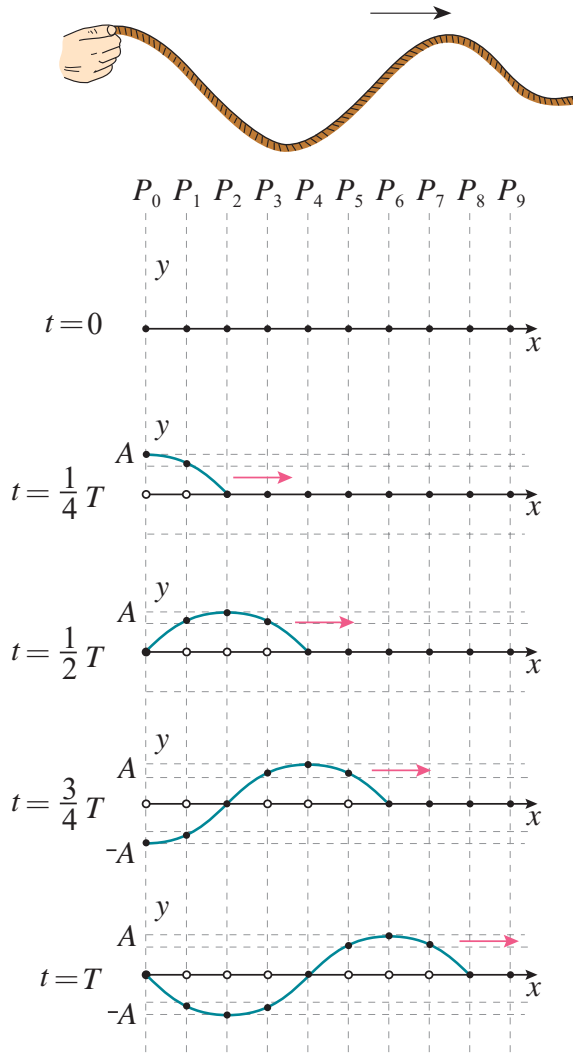 P₀ P₁ P₂ P₃ P₄ P₅ P₆ P₇ P₈ P₉
y
t = 0
x
y
A
t = 1/4 T
x
y
A
t = 1/2 T
x
y
A
t = 3/4 T
x
⁻A
y
A
t = T
x
⁻A